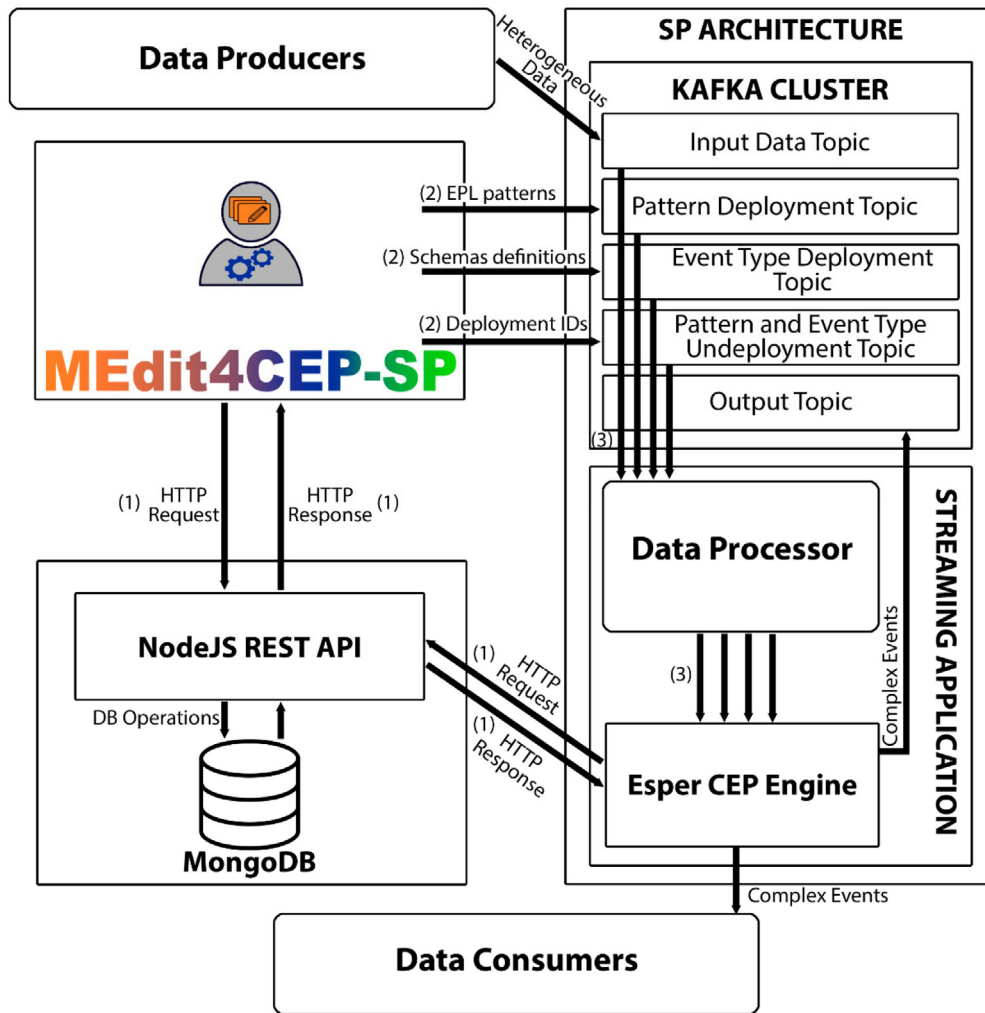 Data Producers
Heterogeneous
Data
SP ARCHITECTURE
KAFKA CLUSTER
Input Data Topic
Pattern Deployment Topic
Event Type Deployment
Topic
Pattern and Event Type
Undeployment Topic
Output Topic
(2) EPL patterns
(2) Schemas definitions
(2) Deployment IDs
MEdit4CEP-SP
(1) HTTP
Request
HTTP (1)
Response
(3)
Data Processor
STREAMING APPLICATION
NodeJS REST API
(1) HTTP
Request
(1) HTTP
Response
(3)
Complex Events
DB Operations
MongoDB
Esper CEP Engine
Complex Events
Data Consumers